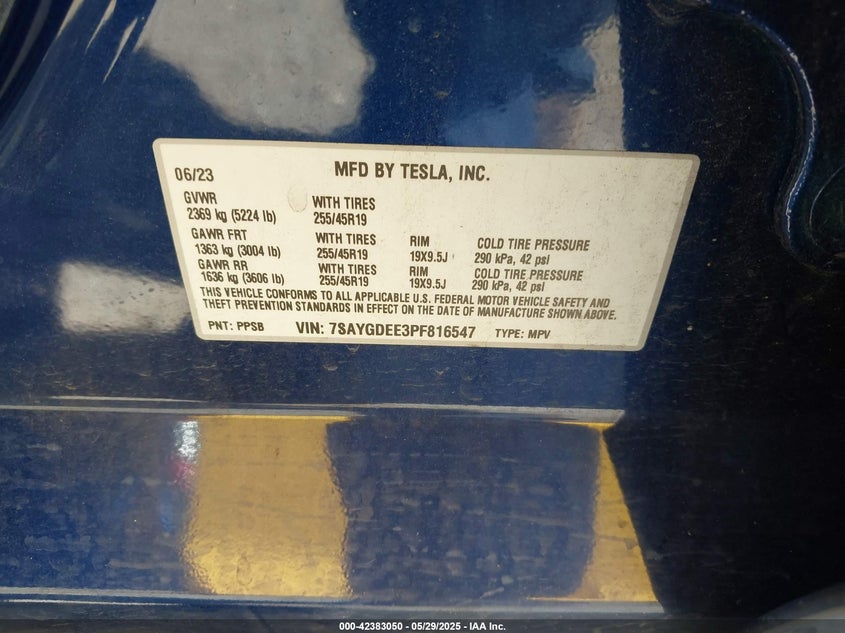 06/23 MFD BY TESLA, INC.
GVWR WITH TIRES
2369 kg (5224 lb) 255/45R19
GAWR FRT WITH TIRES RIM COLD TIRE PRESSURE
1363 kg (3004 lb) 255/45R19 19X9.5J 290 kPa, 42 psi
GAWR RR WITH TIRES RIM COLD TIRE PRESSURE
1636 kg (3606 lb) 255/45R19 19X9.5J 290 kPa, 42 psi
THIS VEHICLE CONFORMS TO ALL APPLICABLE U.S. FEDERAL MOTOR VEHICLE SAFETY AND
THEFT PREVENTION STANDARDS IN EFFECT ON THE DATE OF MANUFACTURE SHOWN ABOVE.
PNT: PPSB VIN: 7SAYGDEE3PF816547 TYPE: MPV
000-42383050 - 05/29/2025 - IAA Inc.